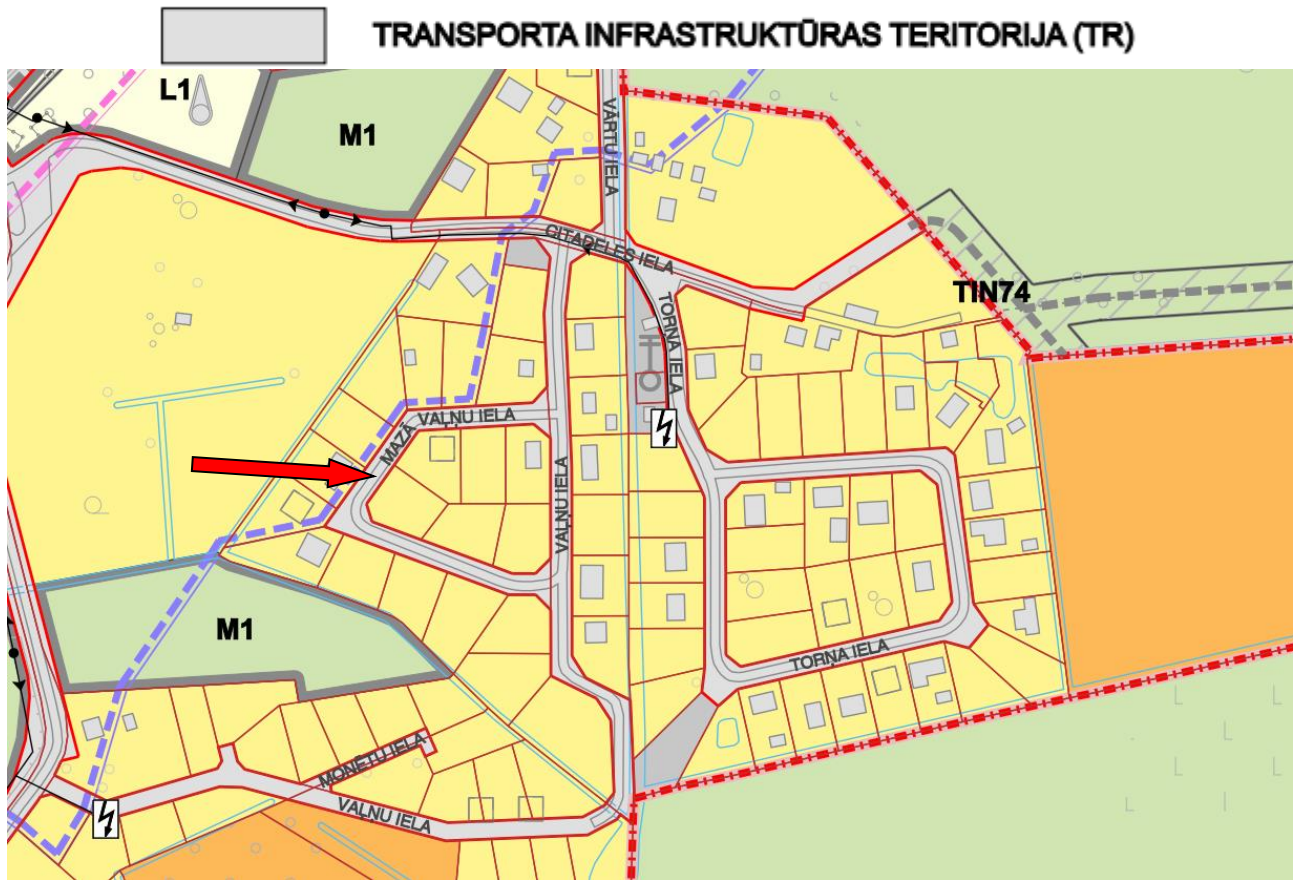 TRANSPORTA INFRASTRUKTŪRAS TERITORIJA (TR)
L1
M1
VĀRTU IELA
CITADELES IELA
TIN74
TORŅA IELA
MAZĀ VAĻŅU IELA
VAĻŅU IELA
M1
TORŅA IELA
MONĒTU IELA
VAĻŅU IELA
L
L
L
L
L